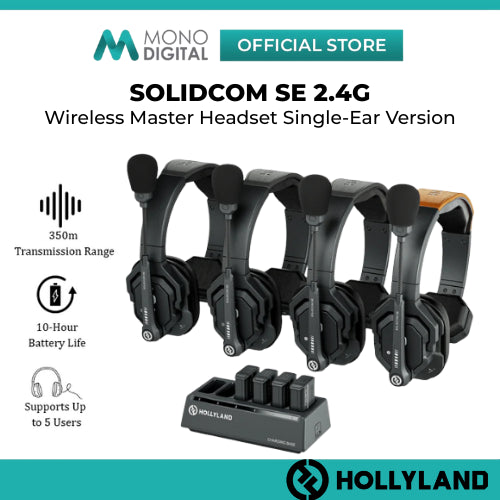 MONO
DIGITAL
OFFICIAL STORE
SOLIDCOM SE 2.4G
Wireless Master Headset Single-Ear Version
350m
Transmission Range
10-Hour
Battery Life
Supports Up
to 5 Users
HOLLYLAND
HOLLYLAND